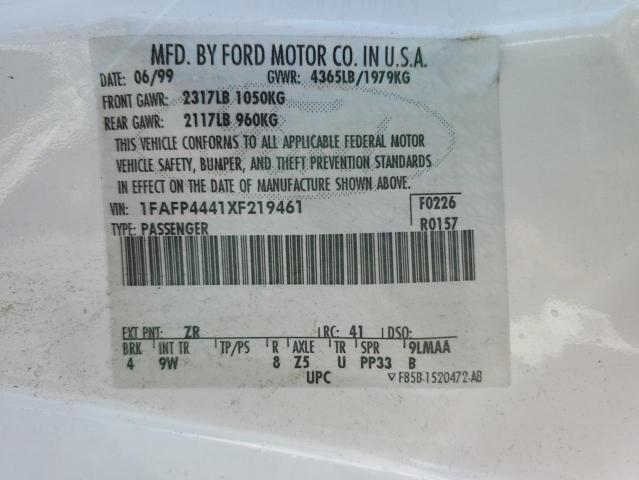 MFD. BY FORD MOTOR CO. IN U.S.A.
DATE: 06/99 GVWR: 4365LB/1979KG
FRONT GAWR: 2317LB 1050KG
REAR GAWR: 2117LB 960KG
THIS VEHICLE CONFORMS TO ALL APPLICABLE FEDERAL MOTOR
VEHICLE SAFETY, BUMPER, AND THEFT PREVENTION STANDARDS
IN EFFECT ON THE DATE OF MANUFACTURE SHOWN ABOVE.
VIN: 1FAFP4441XF219461 F0226
TYPE: PASSENGER R0157
EXT PNT: ZR RC: 41 DSO:
BRK INT TR TP/PS R AXLE TR SPR 9LMAA
4 9W 8 Z5 U PP33 B
UPC ▽F85B-1520472-AB